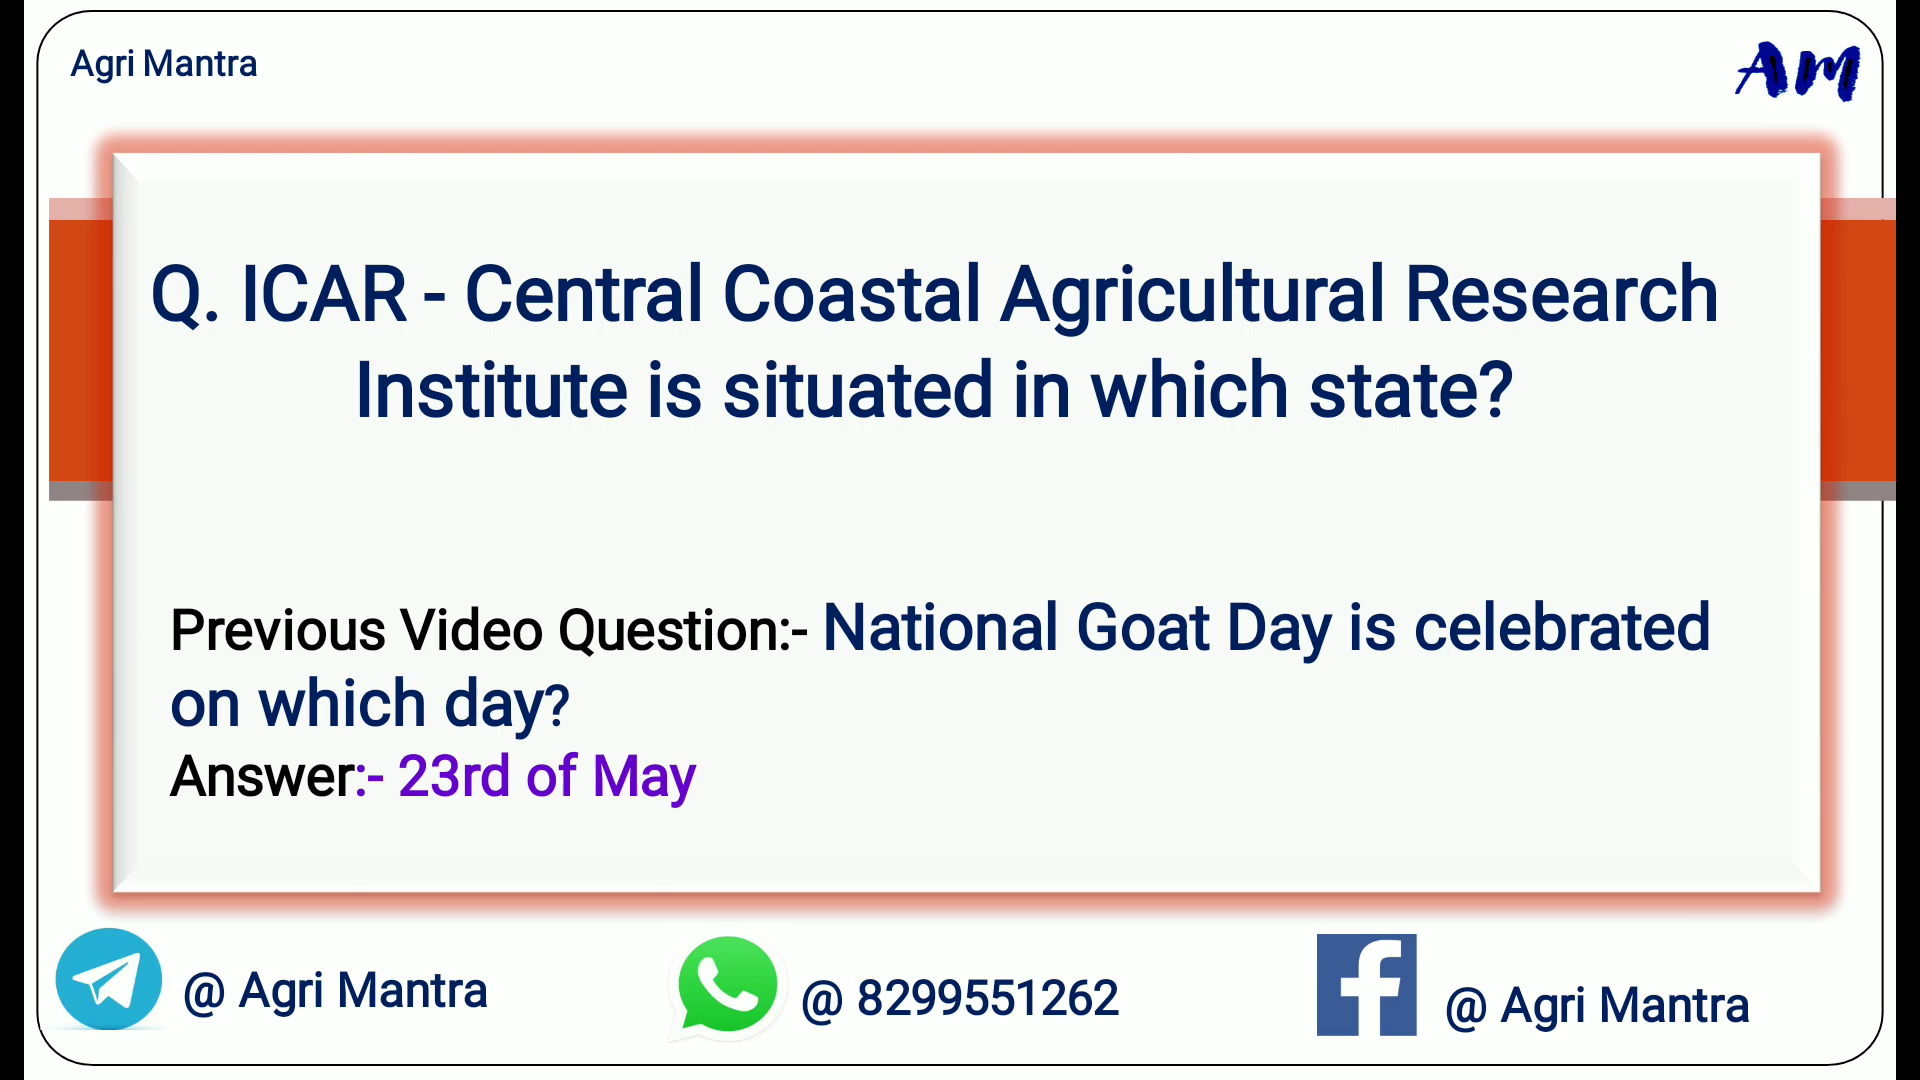 Agri Mantra
Am
Q. ICAR - Central Coastal Agricultural Research
Institute is situated in which state?
Previous Video Question:- National Goat Day is celebrated
on which day?
Answer:- 23rd of May
@ Agri Mantra
@ 8299551262
@ Agri Mantra